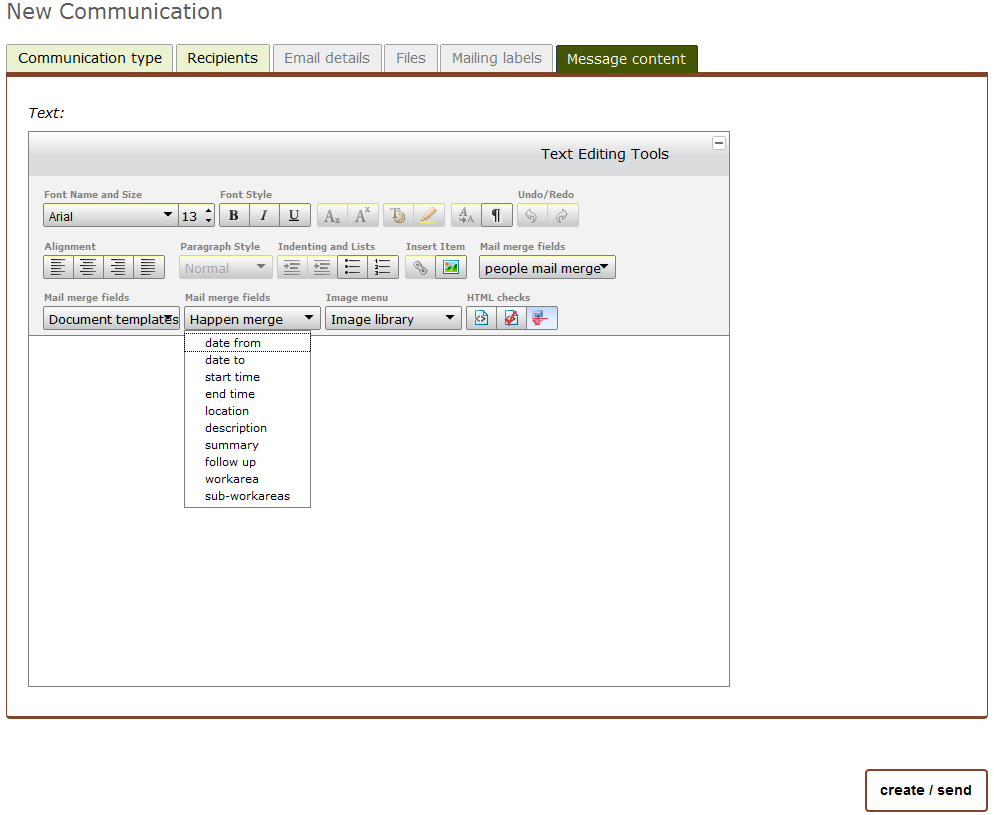 New Communication
Communication type Recipients Email details Files Mailing labels Message content
Text:
Text Editing Tools
Font Name and Size Font Style Undo/Redo
Arial 13 B I U
Alignment Paragraph Style Indenting and Lists Insert Item Mail merge fields
Normal people mail merge
Mail merge fields Mail merge fields Image menu HTML checks
Document templates Happen merge Image library
date from
date to
start time
end time
location
description
summary
follow up
workarea
sub-workareas
create / send